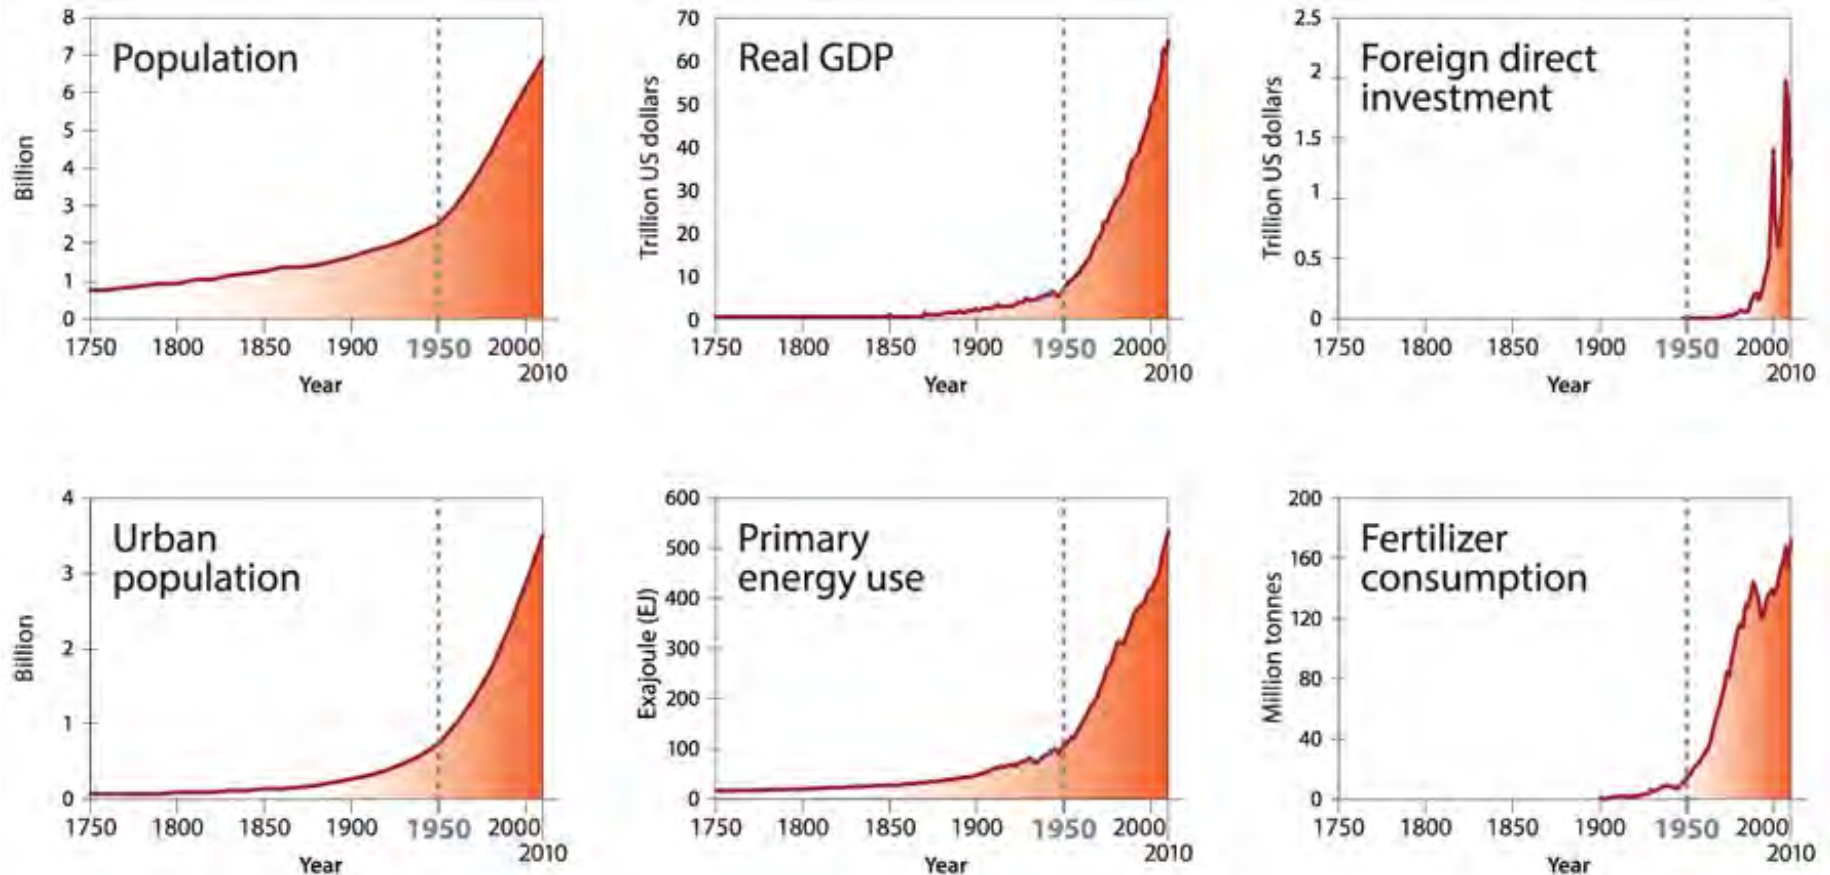 Population
8
7
6
5
4
3
2
1
0
Billion
1750 1800 1850 1900 1950 2000
2010
Year
Real GDP
70
60
50
40
30
20
10
0
Trillion US dollars
1750 1800 1850 1900 1950 2000
2010
Year
Foreign direct
investment
2.5
2
1.5
1
0.5
0
Trillion US dollars
1750 1800 1850 1900 1950 2000
2010
Year
Urban
population
4
3
2
1
0
Billion
1750 1800 1850 1900 1950 2000
2010
Year
Primary
energy use
600
500
400
300
200
100
0
Exajoule (EJ)
1750 1800 1850 1900 1950 2000
2010
Year
Fertilizer
consumption
200
160
120
80
40
0
Million tonnes
1750 1800 1850 1900 1950 2000
2010
Year